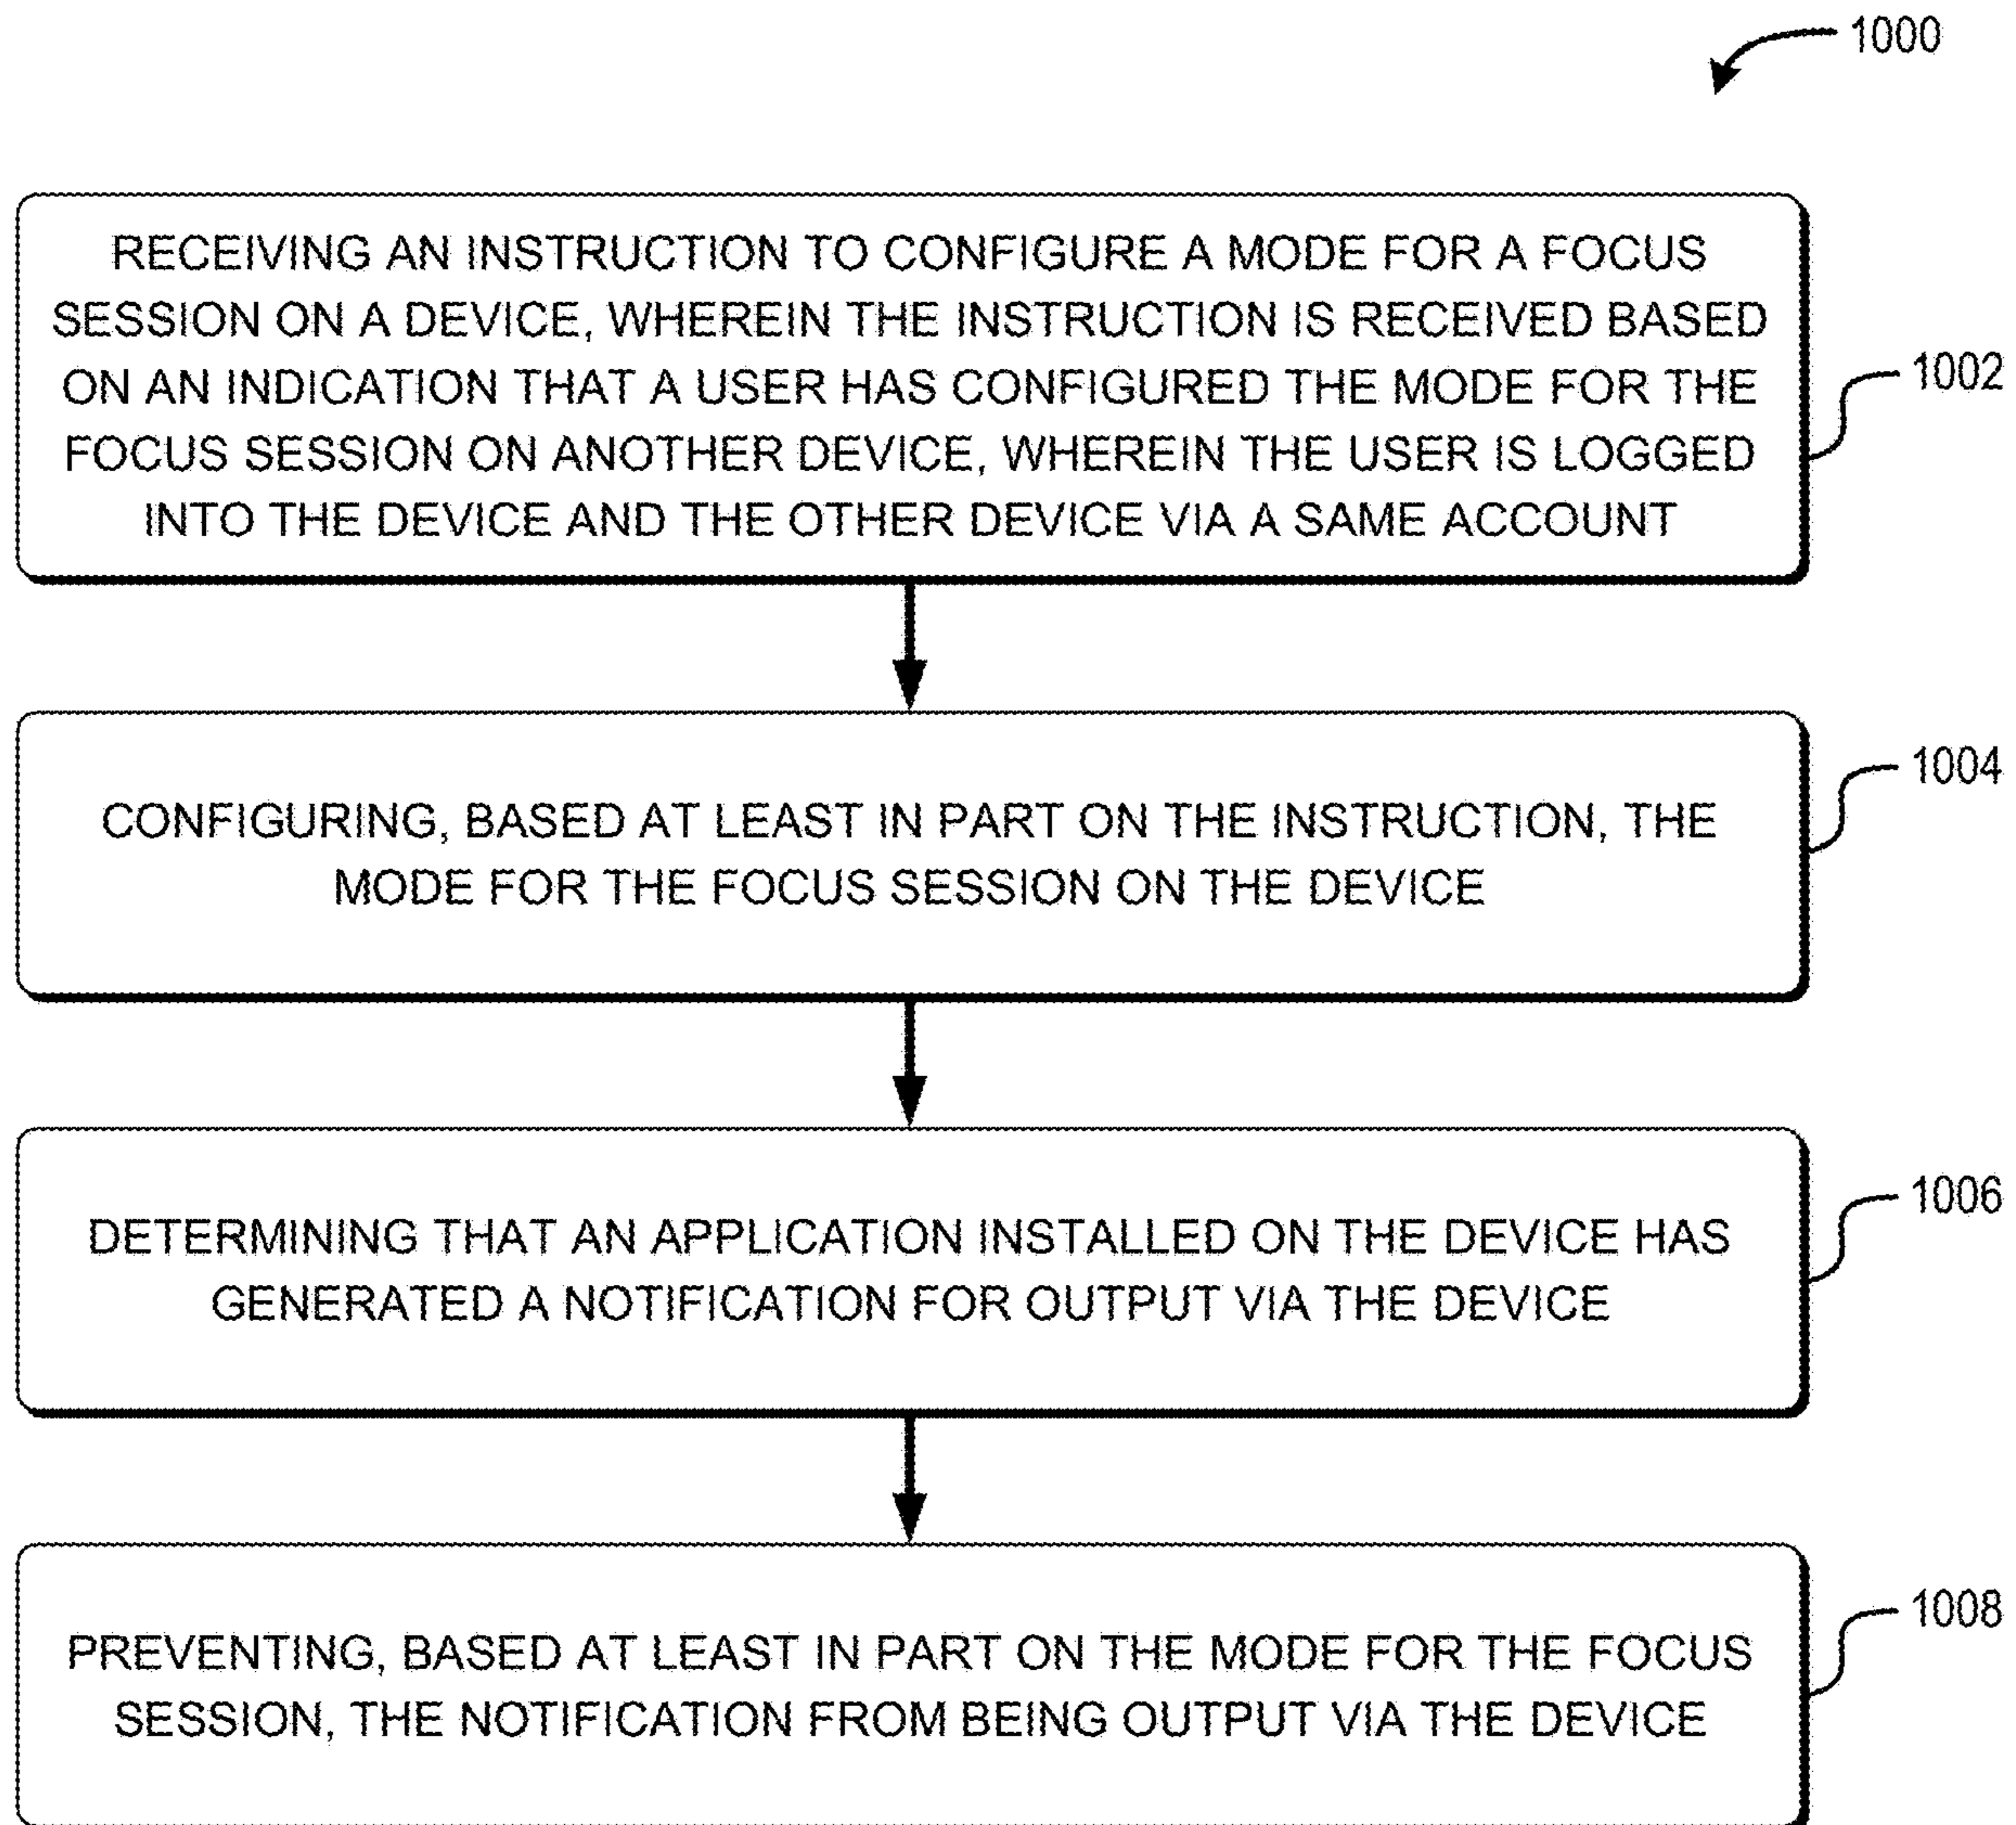 1000
RECEIVING AN INSTRUCTION TO CONFIGURE A MODE FOR A FOCUS
SESSION ON A DEVICE, WHEREIN THE INSTRUCTION IS RECEIVED BASED
ON AN INDICATION THAT A USER HAS CONFIGURED THE MODE FOR THE
FOCUS SESSION ON ANOTHER DEVICE, WHEREIN THE USER IS LOGGED
INTO THE DEVICE AND THE OTHER DEVICE VIA A SAME ACCOUNT
1002
CONFIGURING, BASED AT LEAST IN PART ON THE INSTRUCTION, THE
MODE FOR THE FOCUS SESSION ON THE DEVICE
1004
DETERMINING THAT AN APPLICATION INSTALLED ON THE DEVICE HAS
GENERATED A NOTIFICATION FOR OUTPUT VIA THE DEVICE
1006
PREVENTING, BASED AT LEAST IN PART ON THE MODE FOR THE FOCUS
SESSION, THE NOTIFICATION FROM BEING OUTPUT VIA THE DEVICE
1008